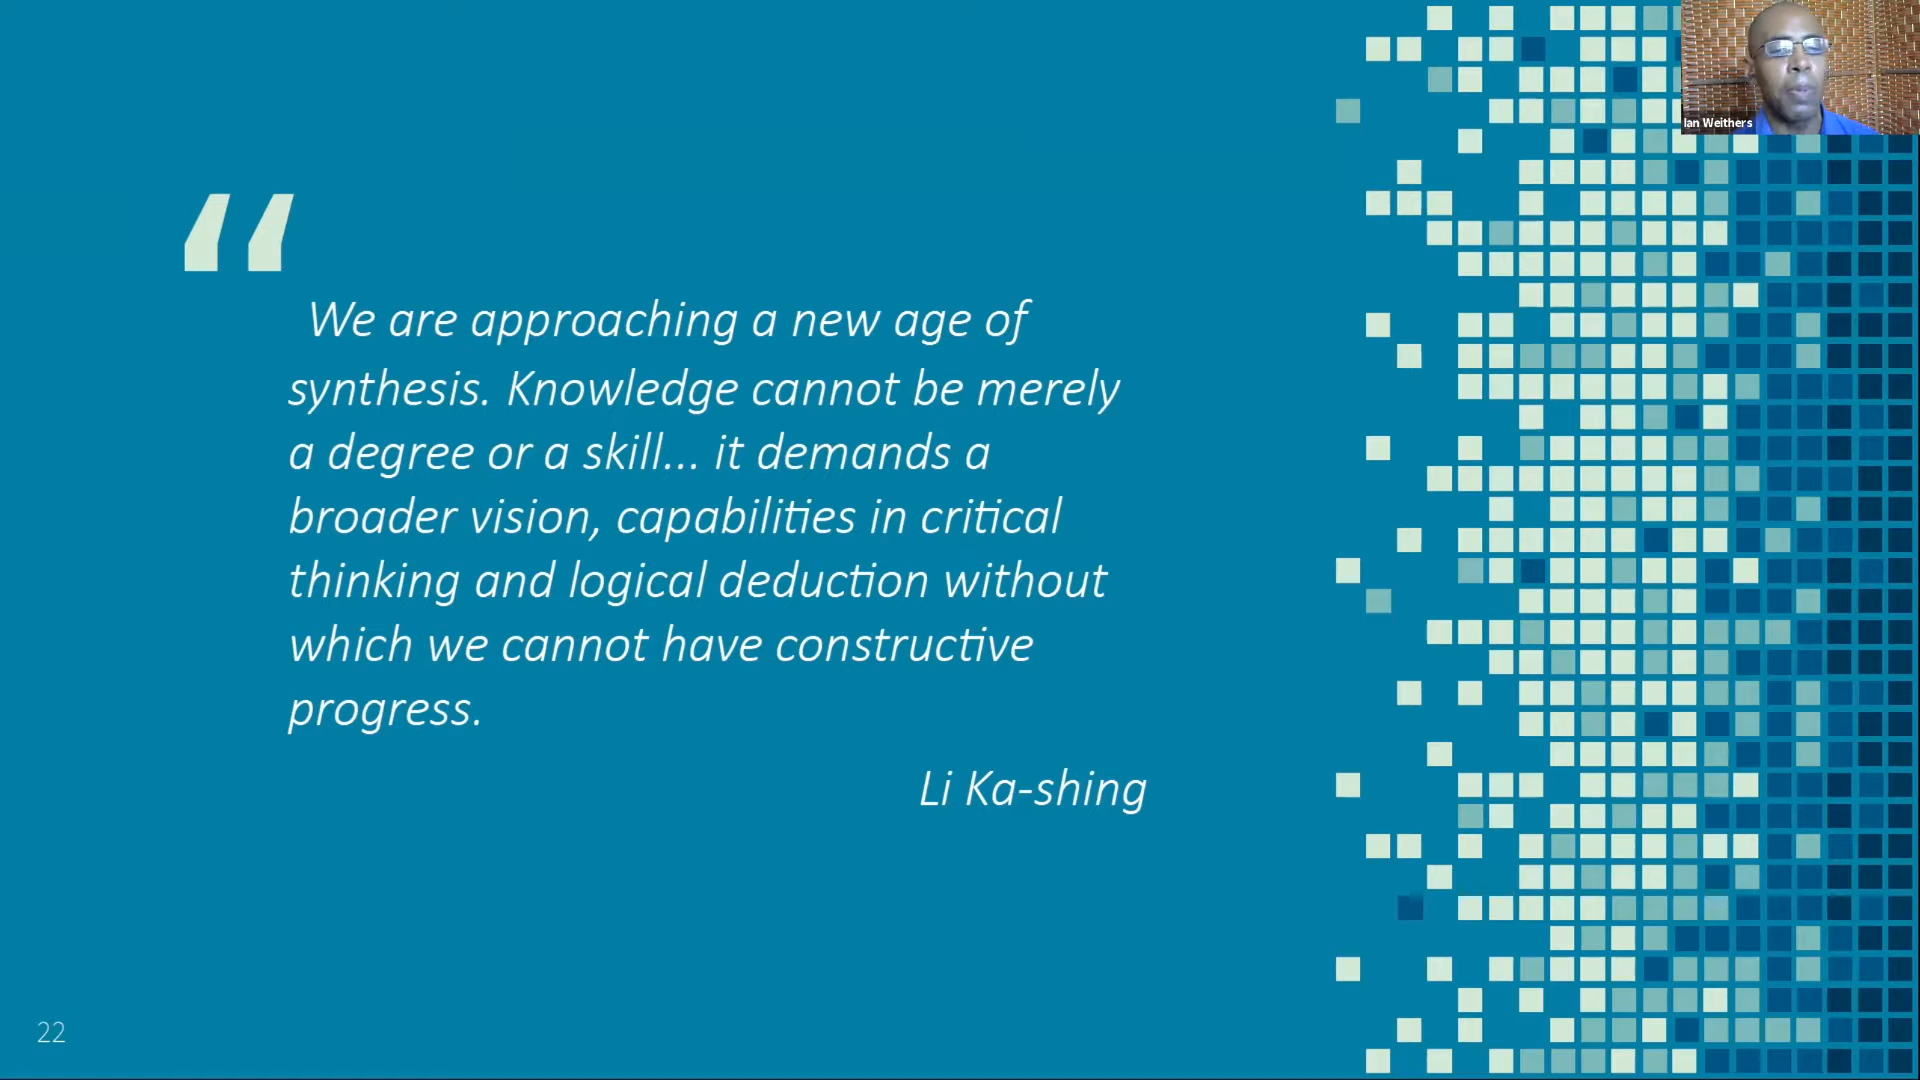 Ian Weithers
“
We are approaching a new age of
synthesis. Knowledge cannot be merely
a degree or a skill... it demands a
broader vision, capabilities in critical
thinking and logical deduction without
which we cannot have constructive
progress.
Li Ka-shing
22